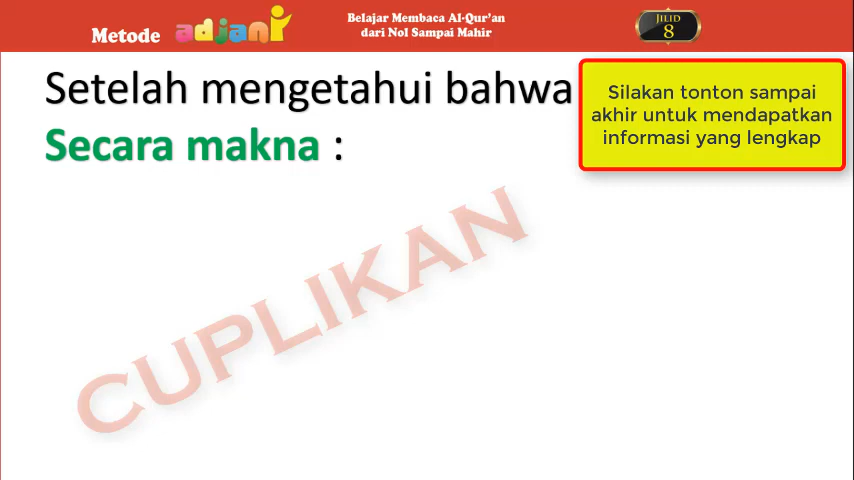 Metode adjani
Belajar Membaca Al-Qur'an
dari Nol Sampai Mahir
JILID
8
Setelah mengetahui bahwa
Secara makna :
Silakan tonton sampai
akhir untuk mendapatkan
informasi yang lengkap
CUPLIKAN